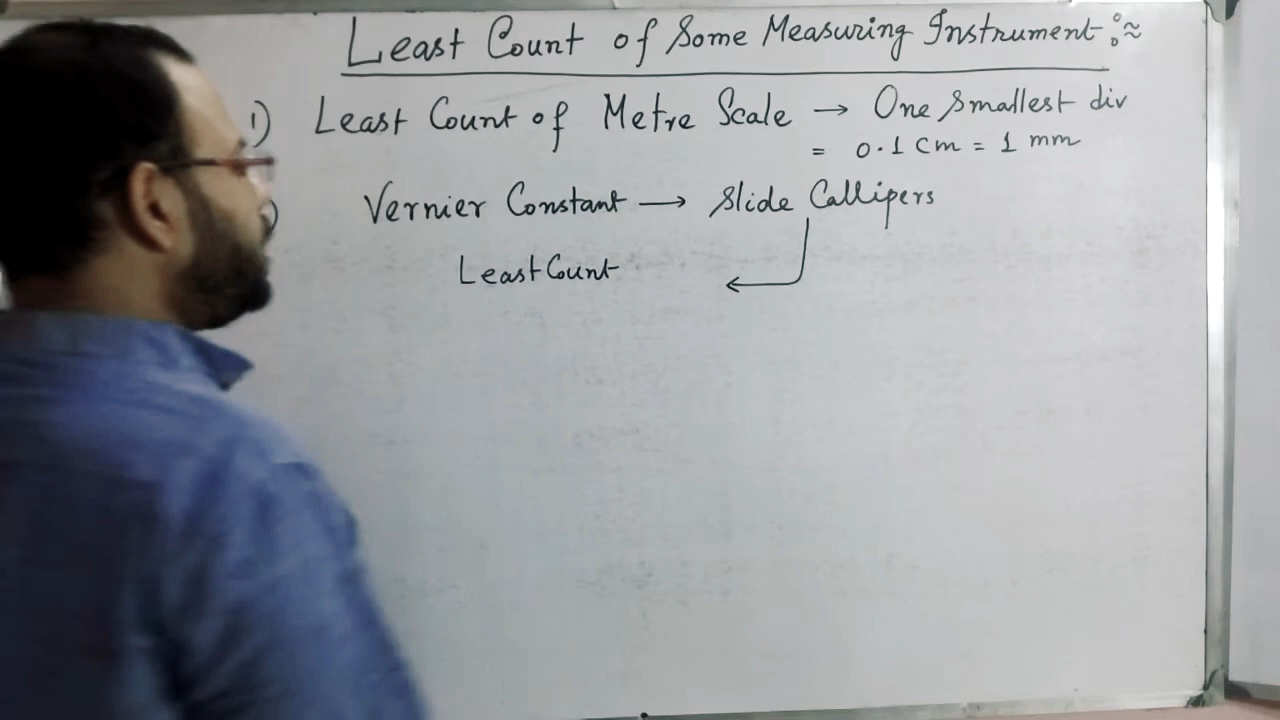 Least Count of Some Measuring Instrument :≈
1) Least Count of Metre Scale → One smallest div
= 0.1 cm = 1 mm
) Vernier Constant → Slide Callipers
Least Count ←